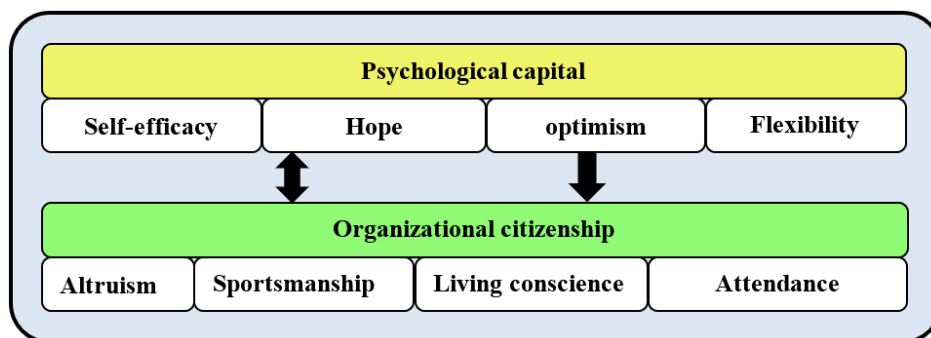 Psychological capital
Self-efficacy Hope optimism Flexibility
Organizational citizenship
Altruism Sportsmanship Living conscience Attendance